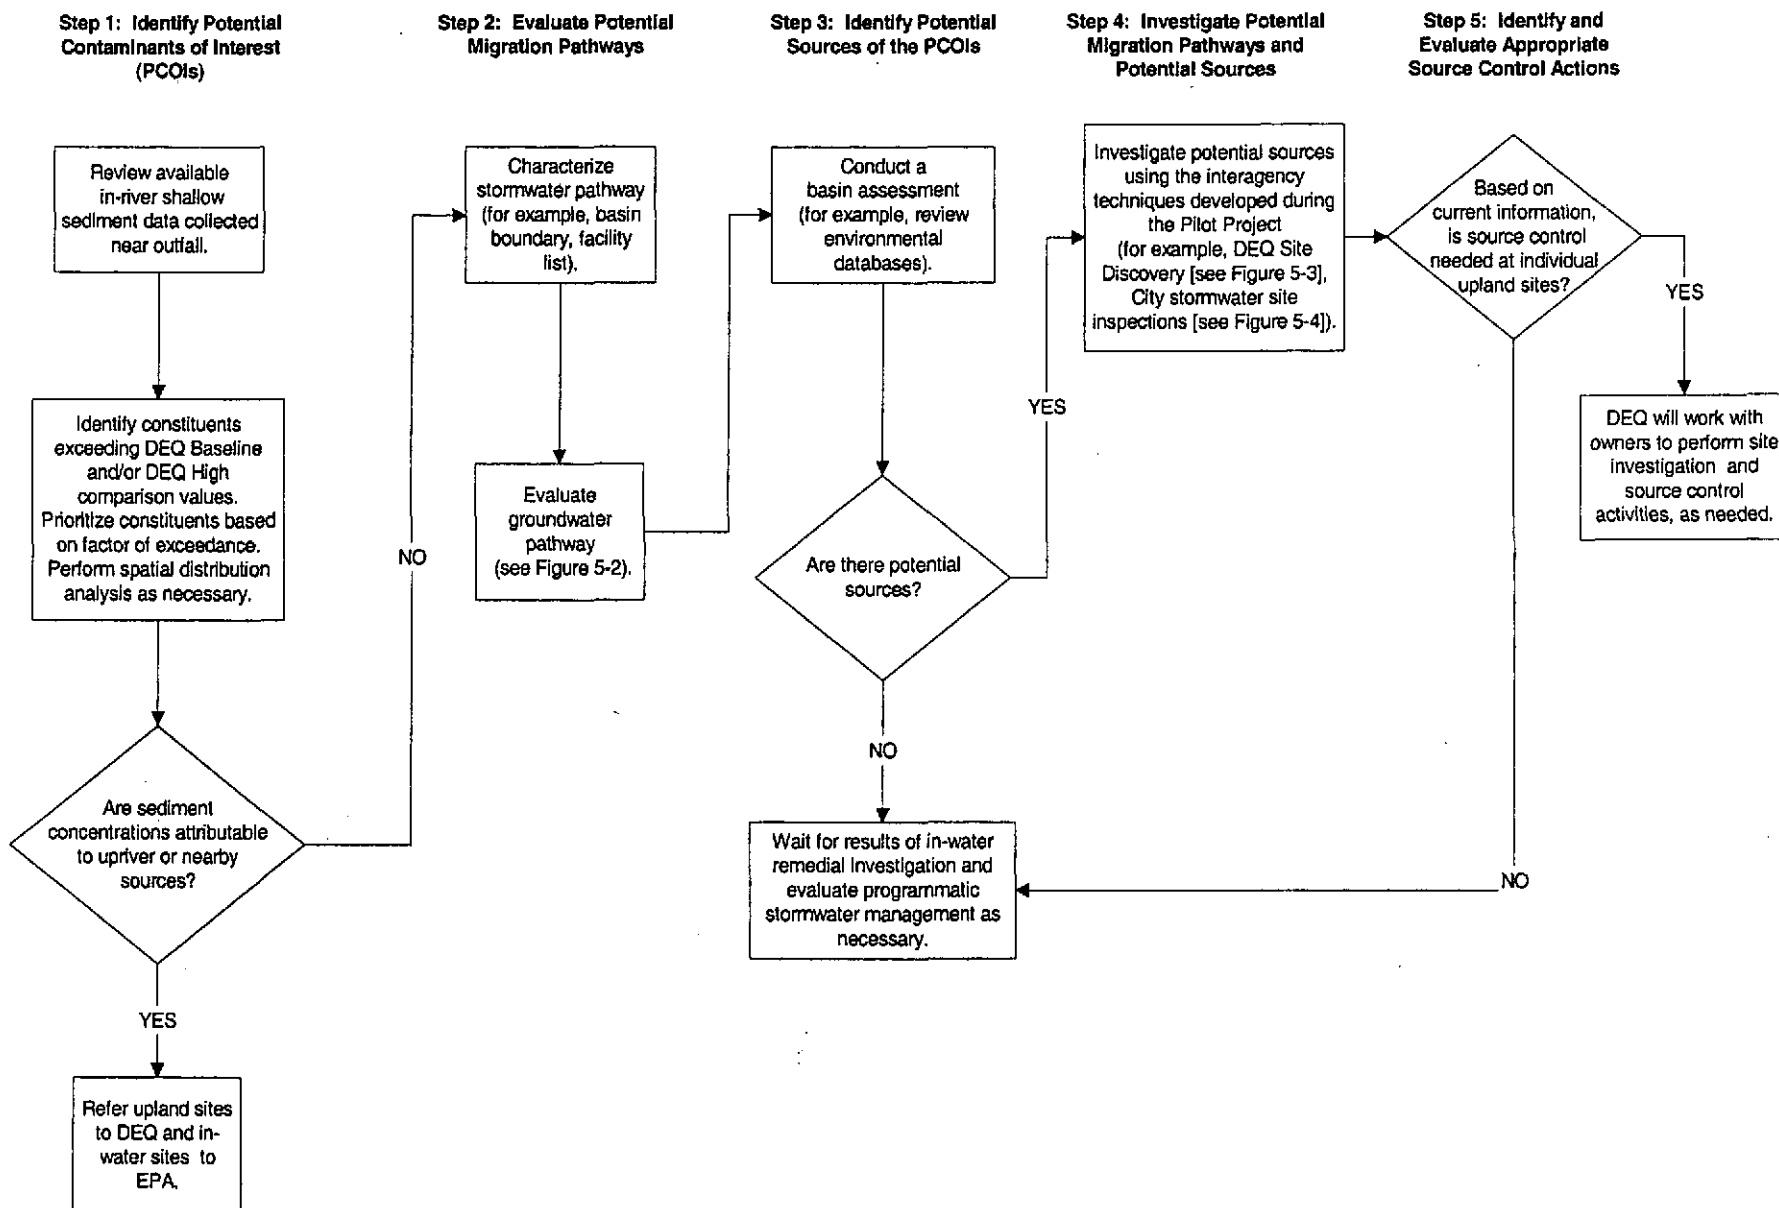 Step 1: Identify Potential
Contaminants of Interest
(PCOIs)
Step 2: Evaluate Potential
Migration Pathways
Step 3: Identify Potential
Sources of the PCOIs
Step 4: Investigate Potential
Migration Pathways and
Potential Sources
Step 5: Identify and
Evaluate Appropriate
Source Control Actions
Review available
in-river shallow
sediment data collected
near outfall.
Identify constituents
exceeding DEQ Baseline
and/or DEQ High
comparison values.
Prioritize constituents based
on factor of exceedance.
Perform spatial distribution
analysis as necessary.
Are sediment
concentrations attributable
to upriver or nearby
sources?
YES
Refer upland sites
to DEQ and in-
water sites to
EPA.
NO
Characterize
stormwater pathway
(for example, basin
boundary, facility
list).
Evaluate
groundwater
pathway
(see Figure 5-2).
Conduct a
basin assessment
(for example, review
environmental
databases).
Are there potential
sources?
NO
Wait for results of in-water
remedial investigation and
evaluate programmatic
stormwater management as
necessary.
YES
Investigate potential sources
using the interagency
techniques developed during
the Pilot Project
(for example, DEQ Site
Discovery [see Figure 5-3],
City stormwater site
inspections [see Figure 5-4]).
Based on
current information,
is source control
needed at individual
upland sites?
YES
DEQ will work with
owners to perform site
investigation and
source control
activities, as needed.
NO